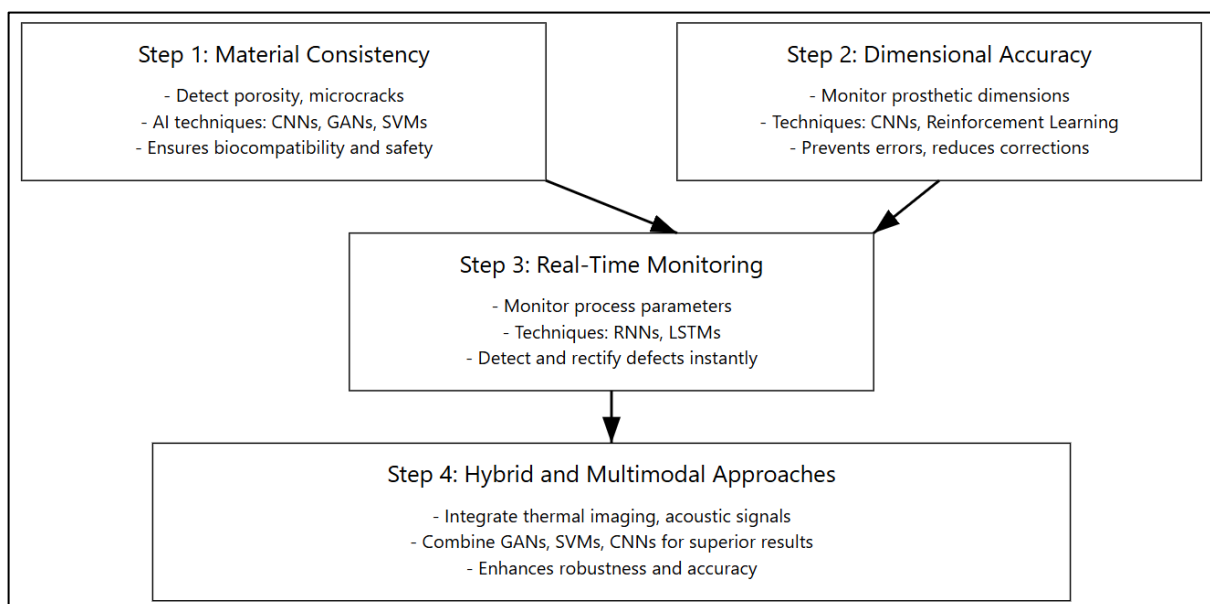 Step 1: Material Consistency
- Detect porosity, microcracks
- AI techniques: CNNs, GANs, SVMs
- Ensures biocompatibility and safety
Step 2: Dimensional Accuracy
- Monitor prosthetic dimensions
- Techniques: CNNs, Reinforcement Learning
- Prevents errors, reduces corrections
Step 3: Real-Time Monitoring
- Monitor process parameters
- Techniques: RNNs, LSTMs
- Detect and rectify defects instantly
Step 4: Hybrid and Multimodal Approaches
- Integrate thermal imaging, acoustic signals
- Combine GANs, SVMs, CNNs for superior results
- Enhances robustness and accuracy